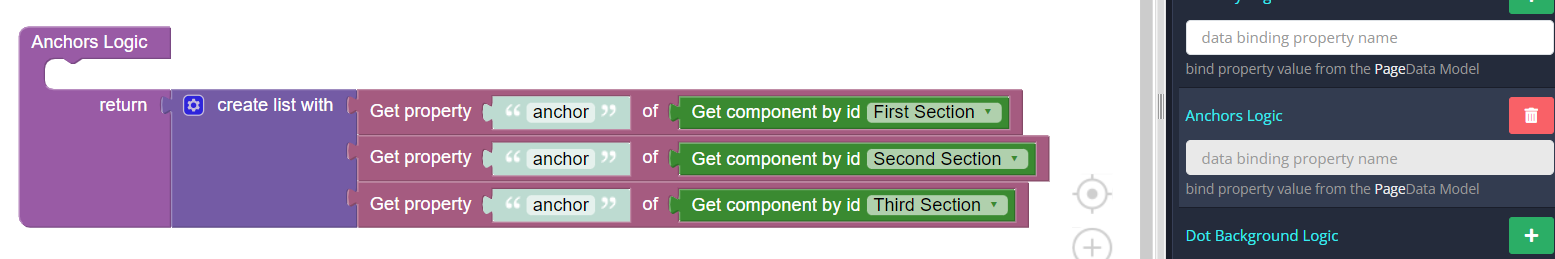 Anchors Logic
return create list with Get property “ anchor ” of Get component by id First Section
Get property “ anchor ” of Get component by id Second Section
Get property “ anchor ” of Get component by id Third Section
data binding property name
bind property value from the PageData Model
Anchors Logic
data binding property name
bind property value from the PageData Model
Dot Background Logic